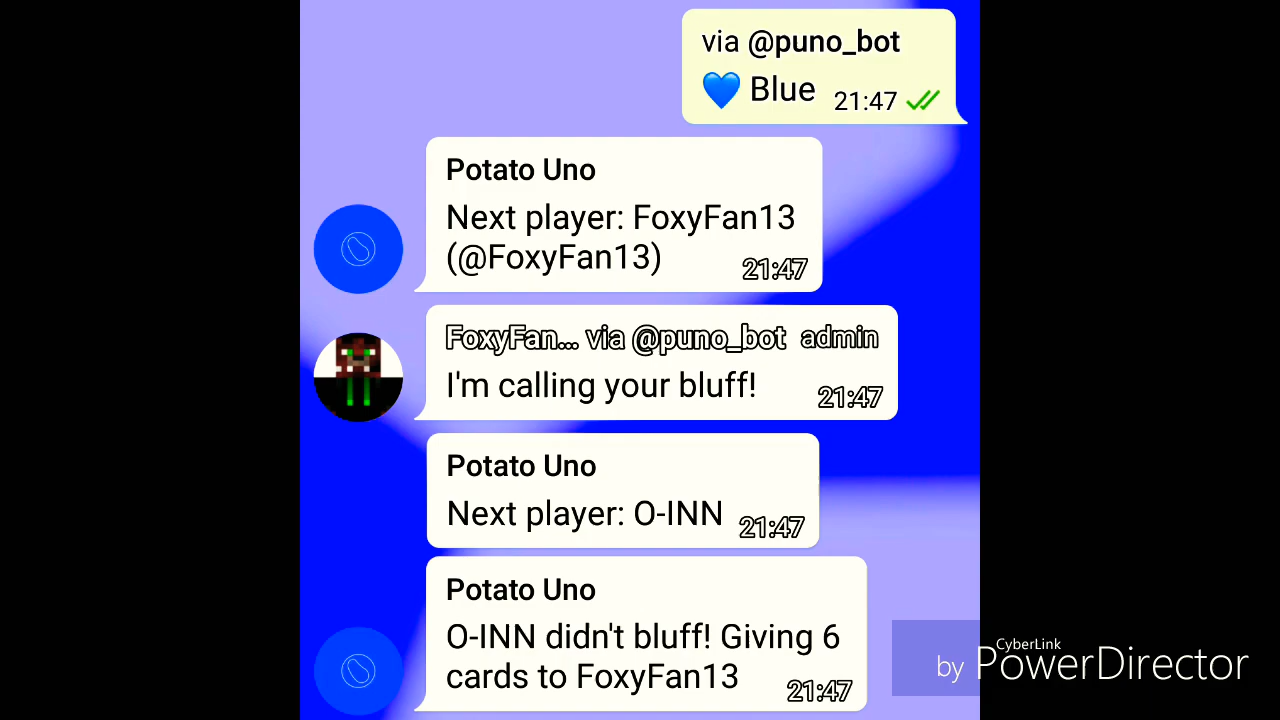 via @puno_bot
💙 Blue 21:47
Potato Uno
Next player: FoxyFan13
(@FoxyFan13) 21:47
FoxyFan... via @puno_bot admin
I'm calling your bluff! 21:47
Potato Uno
Next player: O-INN 21:47
Potato Uno
O-INN didn't bluff! Giving 6
cards to FoxyFan13 21:47
CyberLink
by PowerDirector